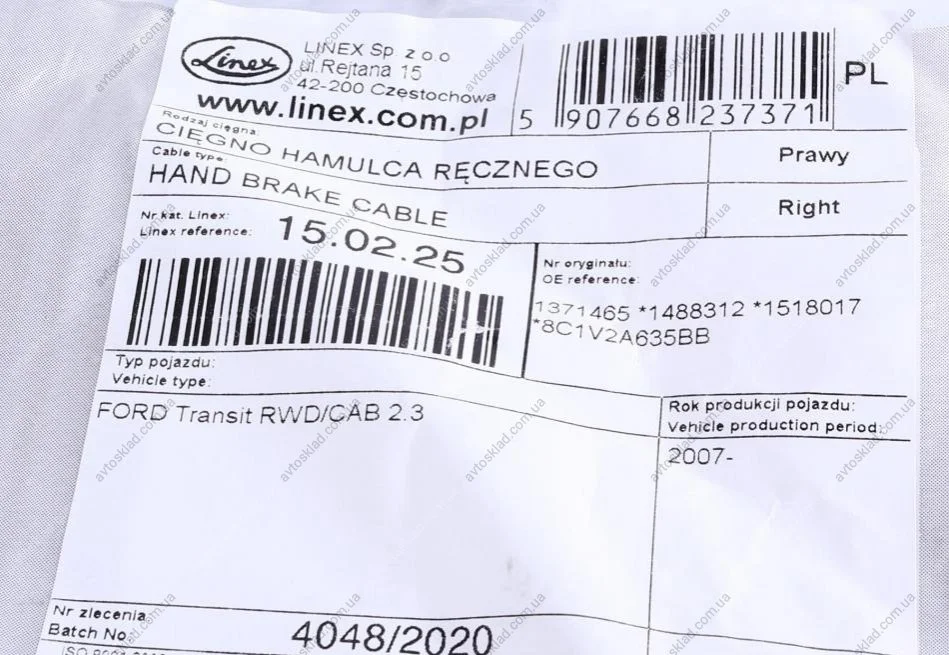 Linex
LINEX Sp z o.o
ul.Rejtana 15
42-200 Częstochowa
www.linex.com.pl
5 907668 237371
PL
Rodzaj cięgna:
CIĘGNO HAMULCA RĘCZNEGO
Prawy
Cable type:
HAND BRAKE CABLE
Right
Nr kat. Linex:
Linex reference:
15.02.25
Nr oryginału:
OE reference:
1371465 *1488312 *1518017
*8C1V2A635BB
Typ pojazdu:
Vehicle type:
FORD Transit RWD/CAB 2.3
Rok produkcji pojazdu:
Vehicle production period:
2007-
Nr zlecenia
Batch No.
4048/2020
avtosklad.com.ua